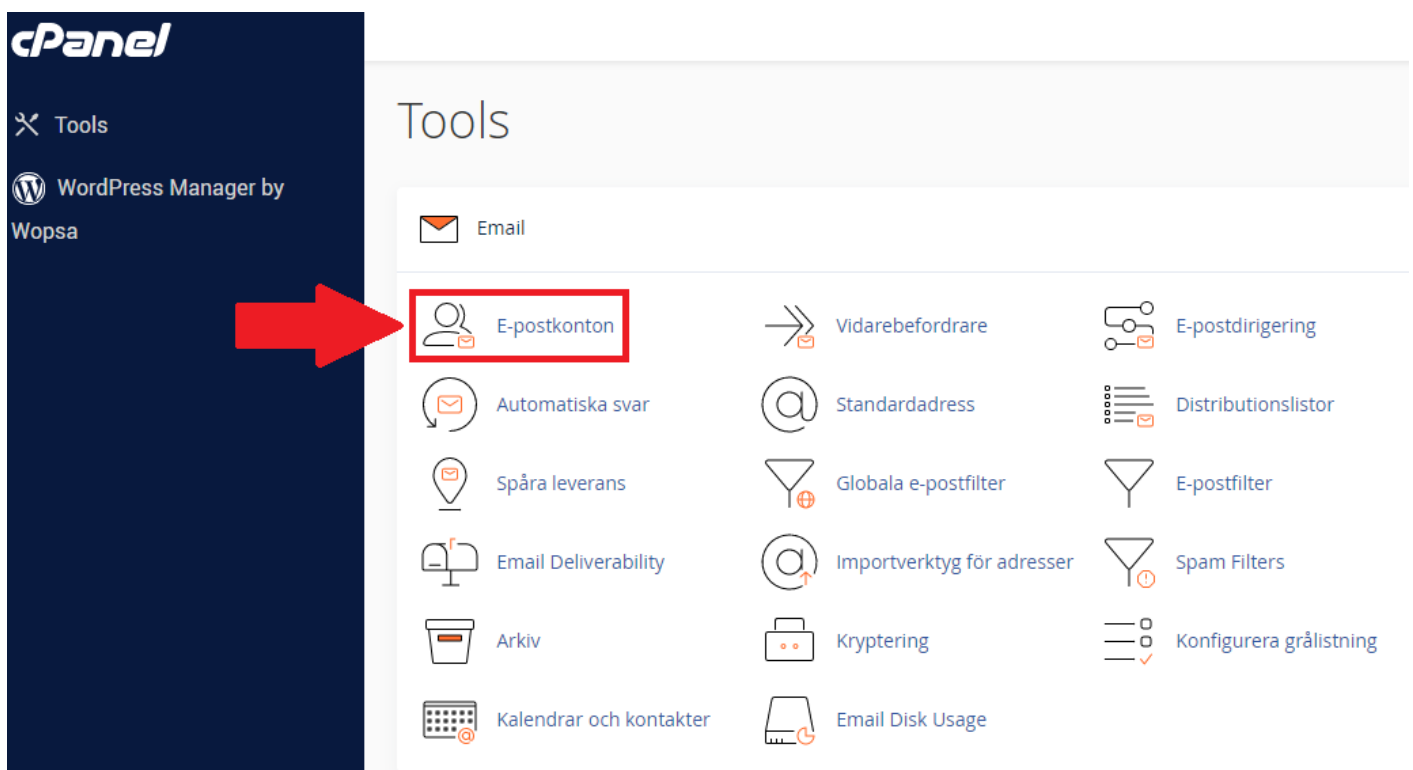 cPanel
Tools
WordPress Manager by
Wopsa
Tools
Email
E-postkonton
Vidarebefordrare
E-postdirigering
Automatiska svar
Standardadress
Distributionslistor
Spåra leverans
Globala e-postfilter
E-postfilter
Email Deliverability
Importverktyg för adresser
Spam Filters
Arkiv
Kryptering
Konfigurera grålistning
Kalendrar och kontakter
Email Disk Usage